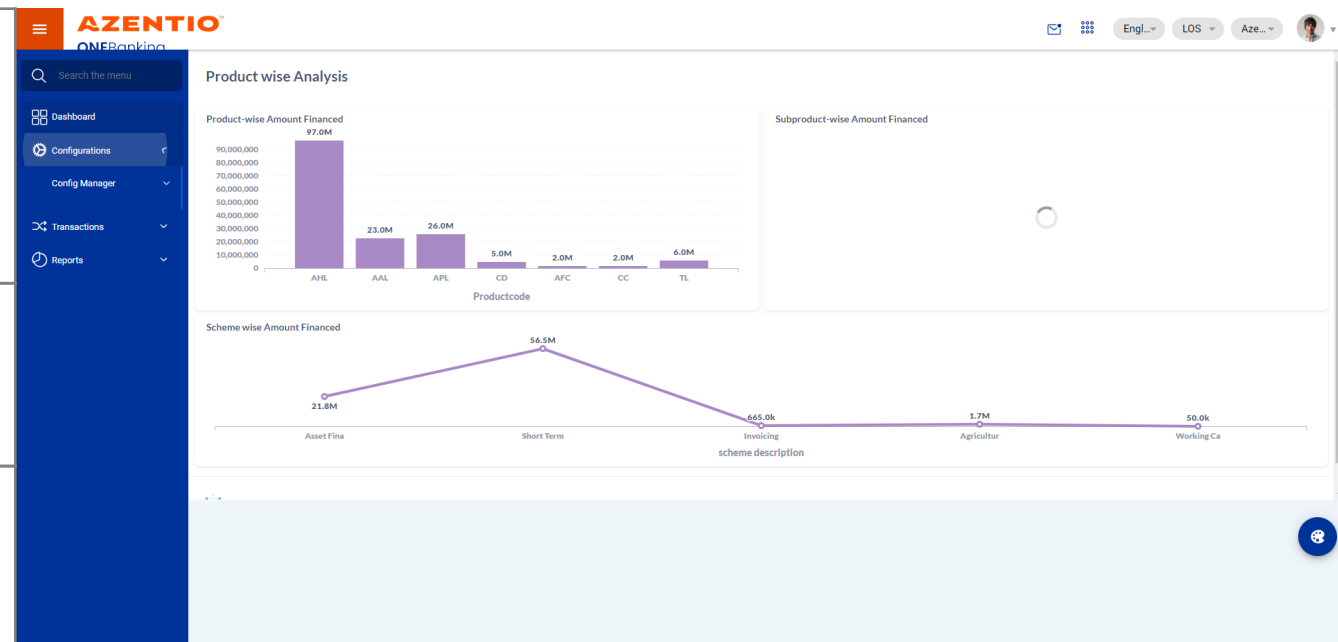 AZENTIO
ONEBanking
Engl...
LOS
Aze...
Search the menu
Dashboard
Configurations
Config Manager
Transactions
Reports
Product wise Analysis
Product-wise Amount Financed
97.0M
90,000,000
80,000,000
70,000,000
60,000,000
50,000,000
40,000,000
30,000,000
20,000,000
10,000,000
0
23.0M
26.0M
5.0M
2.0M
2.0M
6.0M
AHL AAL APL CD AFC CC TL
Productcode
Subproduct-wise Amount Financed
Scheme wise Amount Financed
56.5M
21.8M
665.0k
1.7M
50.0k
Asset Fina Short Term Invoicing Agricultur Working Ca
scheme description